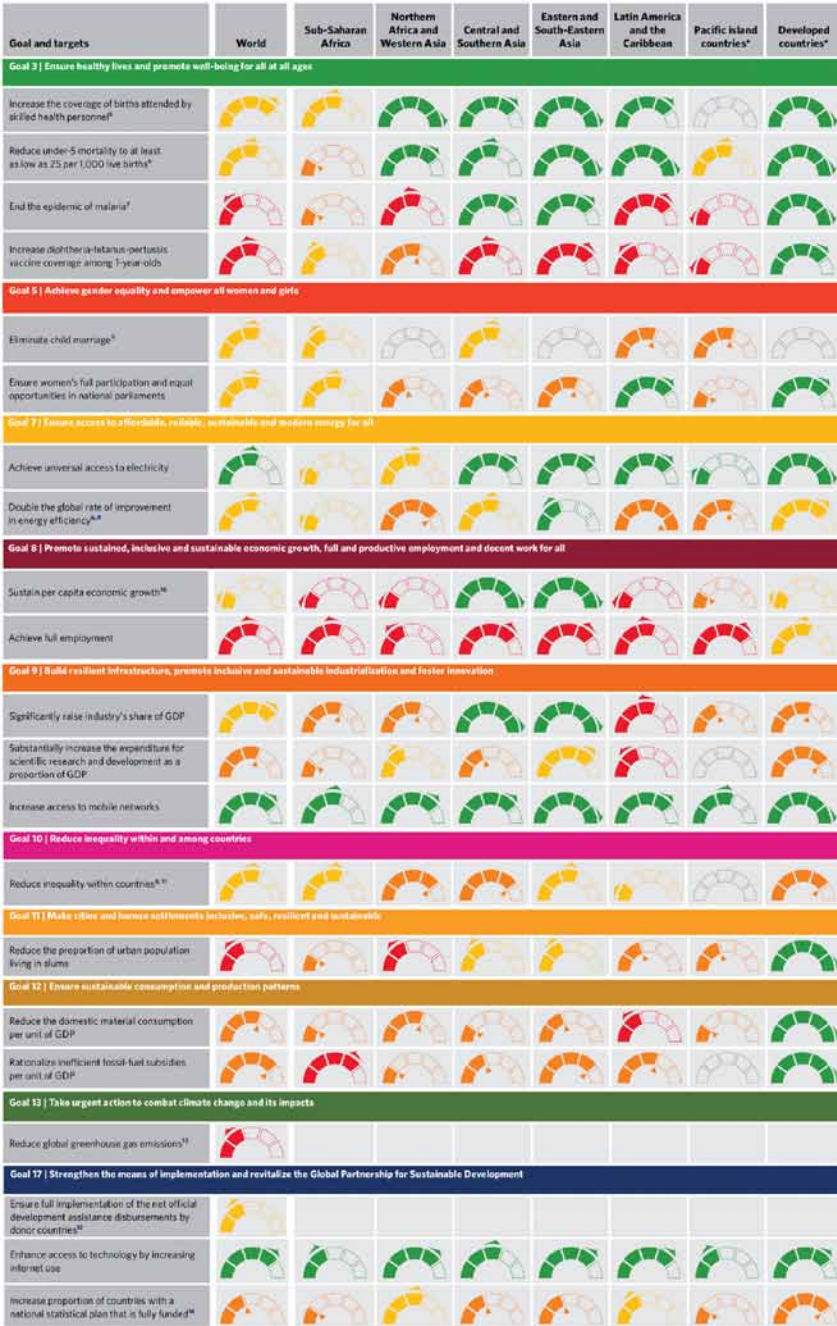 Goal and targets
World
Sub-Saharan
Africa
Northern
Africa and
Western Asia
Central and
Southern Asia
Eastern and
South-Eastern
Asia
Latin America
and the
Caribbean
Pacific island
countries*
Developed
countries*
Goal 3 | Ensure healthy lives and promote well-being for all at all ages
Increase the coverage of births attended by
skilled health personnel
Reduce under-5 mortality to at least
as low as 25 per 1,000 live births
End the epidemic of malaria⁷
Increase diphtheria-tetanus-pertussis
vaccine coverage among 1-year-olds
Goal 5 | Achieve gender equality and empower all women and girls
Eliminate child marriage
Ensure women's full participation and equal
opportunities in national parliaments
Goal 7 | Ensure access to affordable, reliable, sustainable and modern energy for all
Achieve universal access to electricity
Double the global rate of improvement
in energy efficiency
Goal 8 | Promote sustained, inclusive and sustainable economic growth, full and productive employment and decent work for all
Sustain per capita economic growth¹⁰
Achieve full employment
Goal 9 | Build resilient infrastructure, promote inclusive and sustainable industrialization and foster innovation
Significantly raise industry's share of GDP
Substantially increase the expenditure for
scientific research and development as a
proportion of GDP
Increase access to mobile networks
Goal 10 | Reduce inequality within and among countries
Reduce inequality within countries
Goal 11 | Make cities and human settlements inclusive, safe, resilient and sustainable
Reduce the proportion of urban population
living in slums
Goal 12 | Ensure sustainable consumption and production patterns
Reduce the domestic material consumption
per unit of GDP
Rationalize inefficient fossil-fuel subsidies
per unit of GDP
Goal 13 | Take urgent action to combat climate change and its impacts
Reduce global greenhouse gas emissions
Goal 17 | Strengthen the means of implementation and revitalize the Global Partnership for Sustainable Development
Ensure full implementation of the net official
development assistance disbursements by
donor countries
Enhance access to technology by increasing
internet use
Increase proportion of countries with a
national statistical plan that is fully funded¹⁴